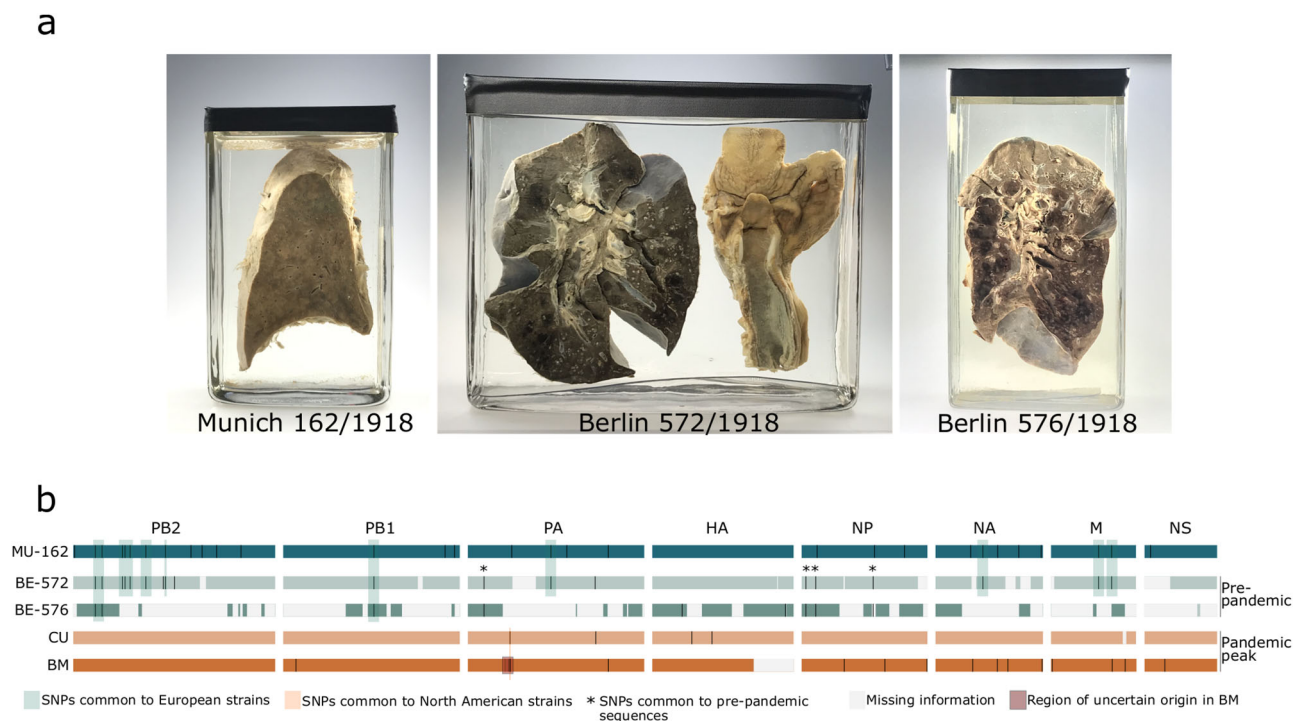 a
Munich 162/1918
Berlin 572/1918
Berlin 576/1918
b
PB2 PB1 PA HA NP NA M NS
MU-162
* ** *
BE-572
BE-576
Pre-
pandemic
CU
BM
Pandemic
peak
SNPs common to European strains
SNPs common to North American strains
* SNPs common to pre-pandemic
sequences
Missing information
Region of uncertain origin in BM